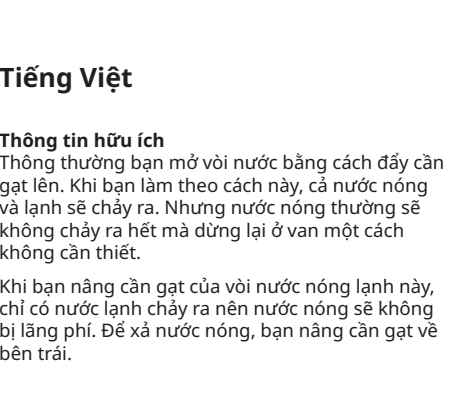 Tiếng Việt
Thông tin hữu ích
Thông thường bạn mở vòi nước bằng cách đẩy cần
gạt lên. Khi bạn làm theo cách này, cả nước nóng
và lạnh sẽ chảy ra. Nhưng nước nóng thường sẽ
không chảy ra hết mà dừng lại ở van một cách
không cần thiết.
Khi bạn nâng cần gạt của vòi nước nóng lạnh này,
chỉ có nước lạnh chảy ra nên nước nóng sẽ không
bị lãng phí. Để xả nước nóng, bạn nâng cần gạt về
bên trái.